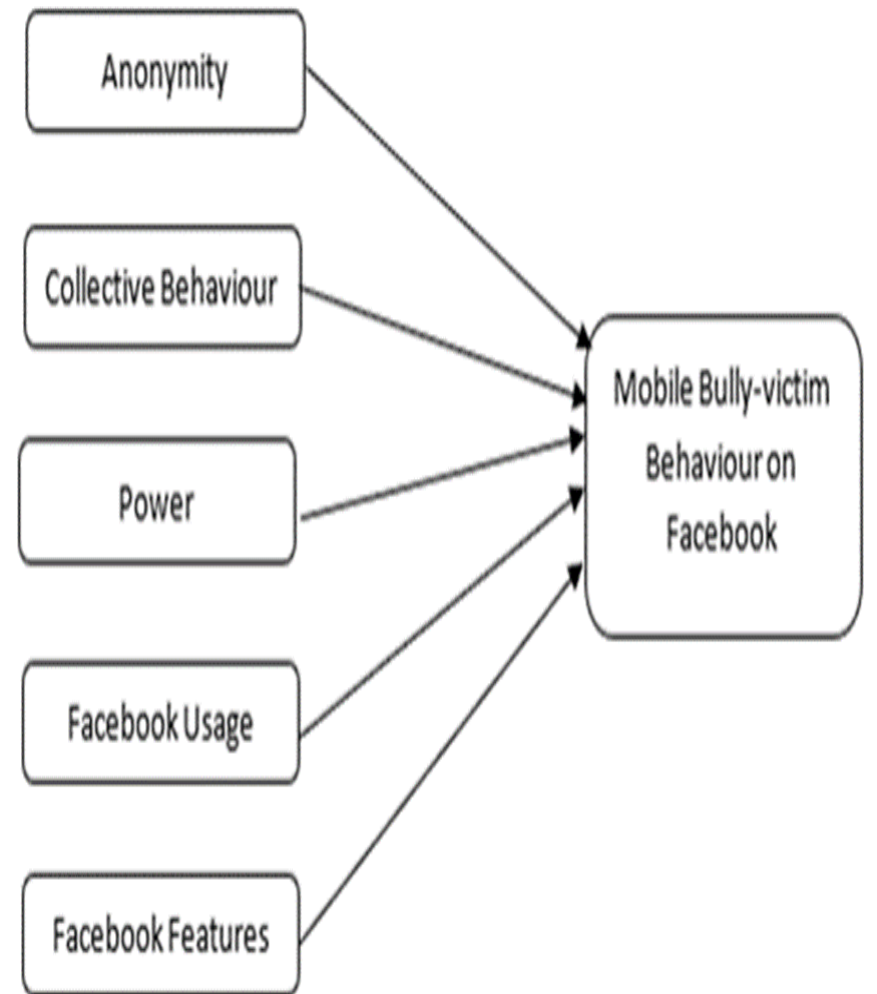 Anonymity
Collective Behaviour
Power
Facebook Usage
Facebook Features
Mobile Bully-victim
Behaviour on
Facebook